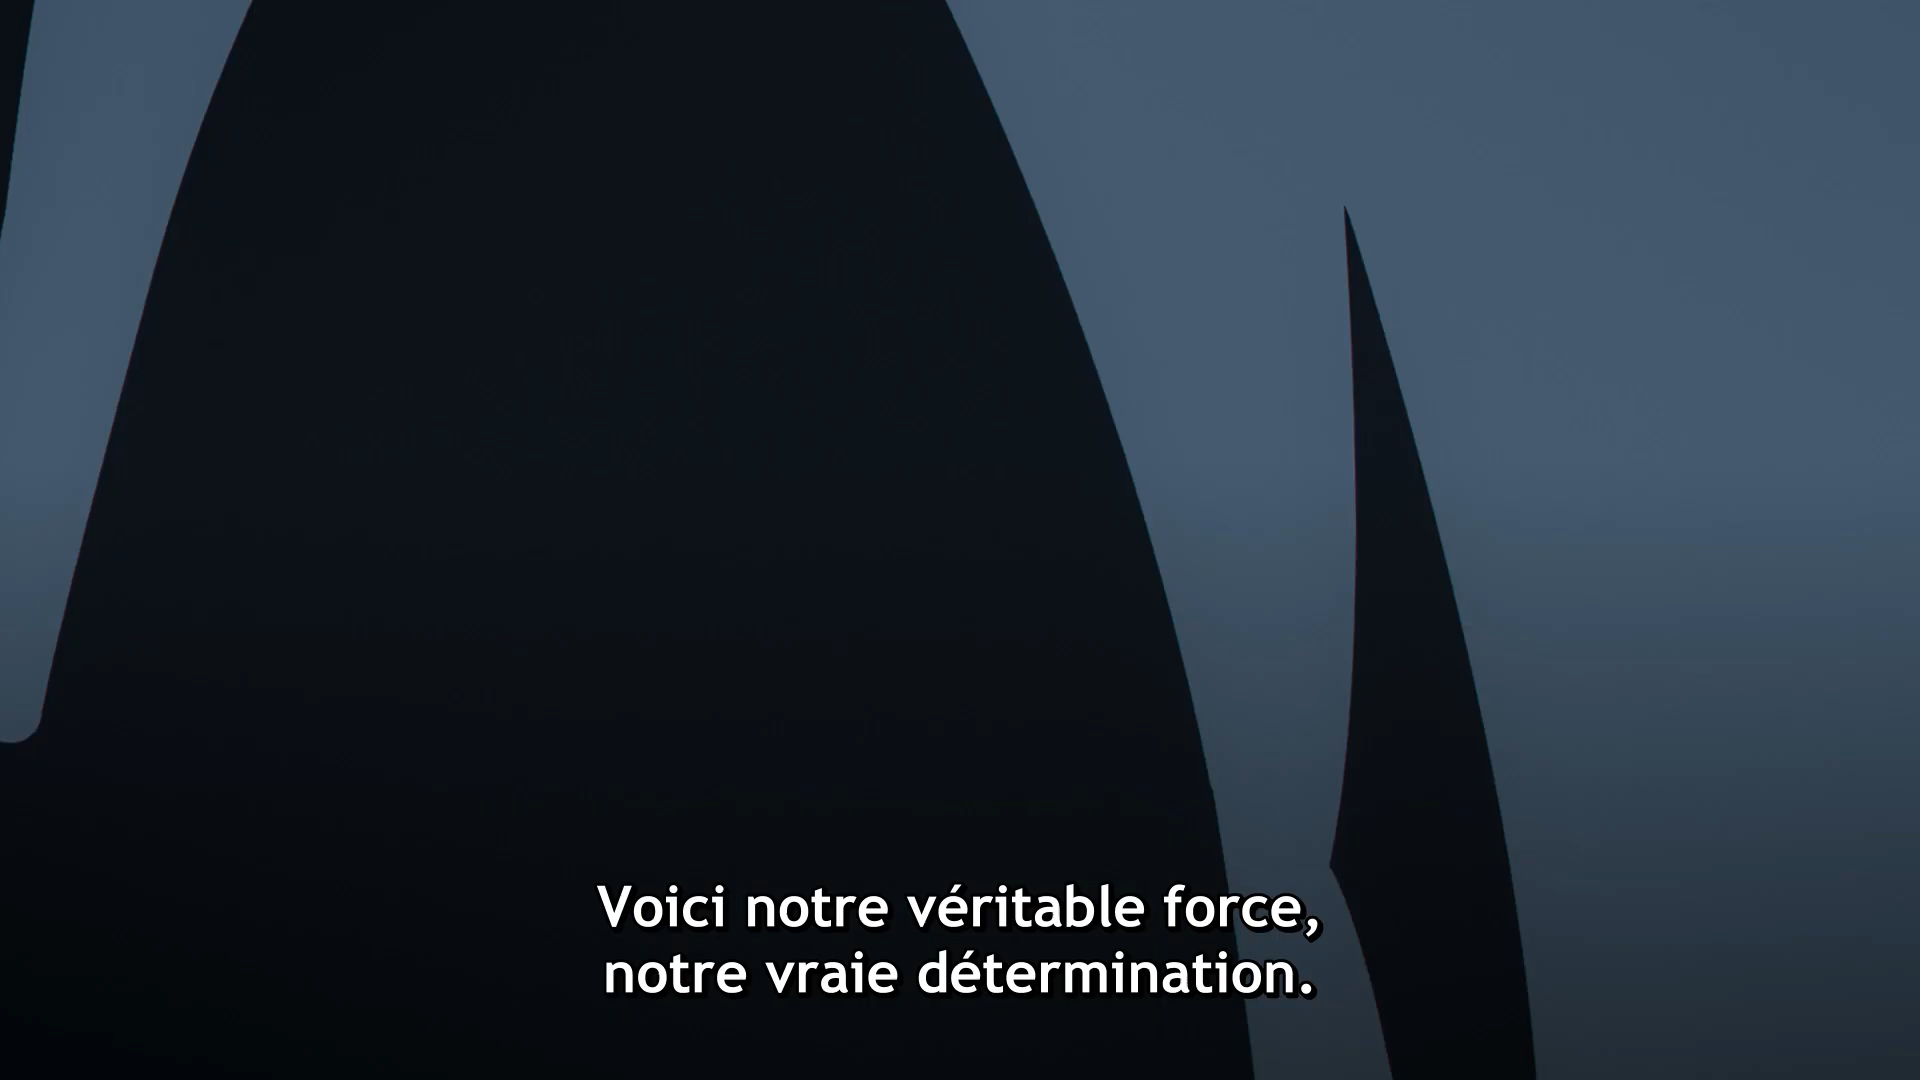 Voici notre véritable force,
notre vraie détermination.